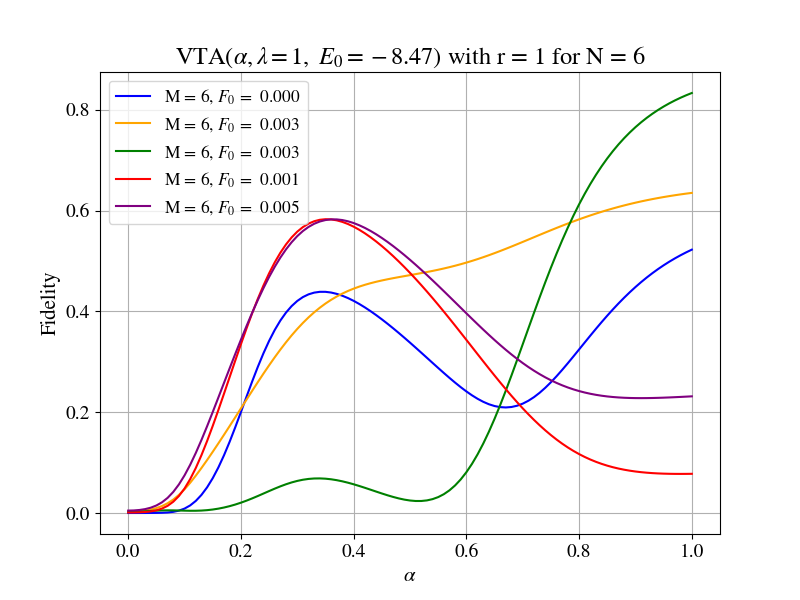 VTA(α, λ = 1, E₀ = −8.47) with r = 1 for N = 6
M = 6, F₀ = 0.000
M = 6, F₀ = 0.003
M = 6, F₀ = 0.003
M = 6, F₀ = 0.001
M = 6, F₀ = 0.005
Fidelity
0.8
0.6
0.4
0.2
0.0
0.0 0.2 0.4 0.6 0.8 1.0
α